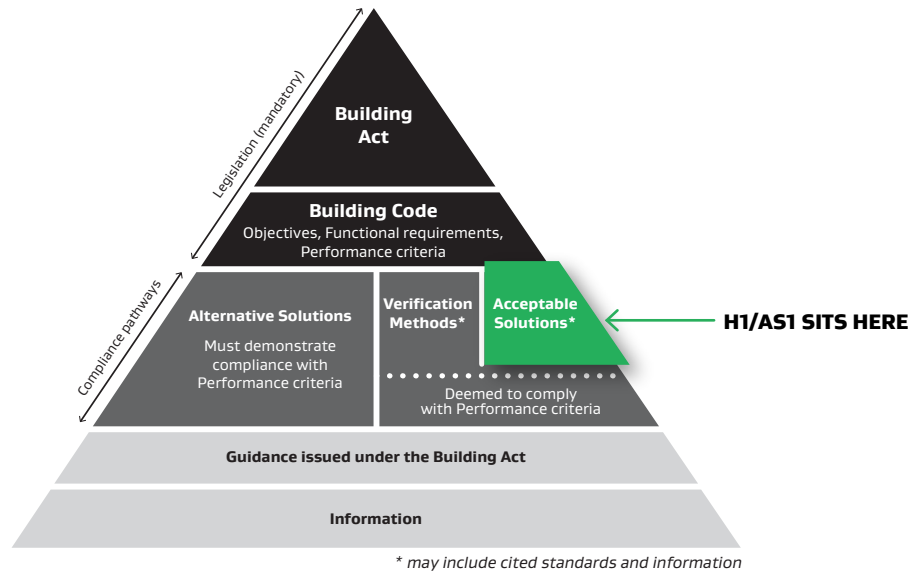 Legislation (mandatory)
Building
Act
Building Code
Objectives, Functional requirements,
Performance criteria
Compliance pathways
Alternative Solutions
Must demonstrate
compliance with
Performance criteria
Verification
Methods*
Acceptable
Solutions*
H1/AS1 SITS HERE
Deemed to comply
with Performance criteria
Guidance issued under the Building Act
Information
* may include cited standards and information